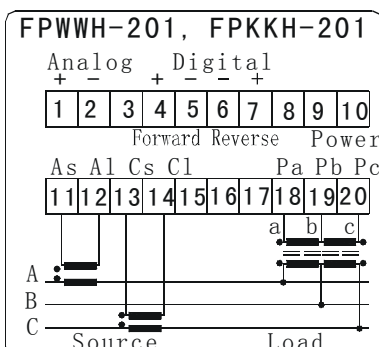 FPWWH-201, FPKKH-201
Analog Digital
+ - + - - +
1 2 3 4 5 6 7 8 9 10
Forward Reverse Power
As Al Cs Cl Pa Pb Pc
11 12 13 14 15 16 17 18 19 20
a b c
A
B
C
Source Load